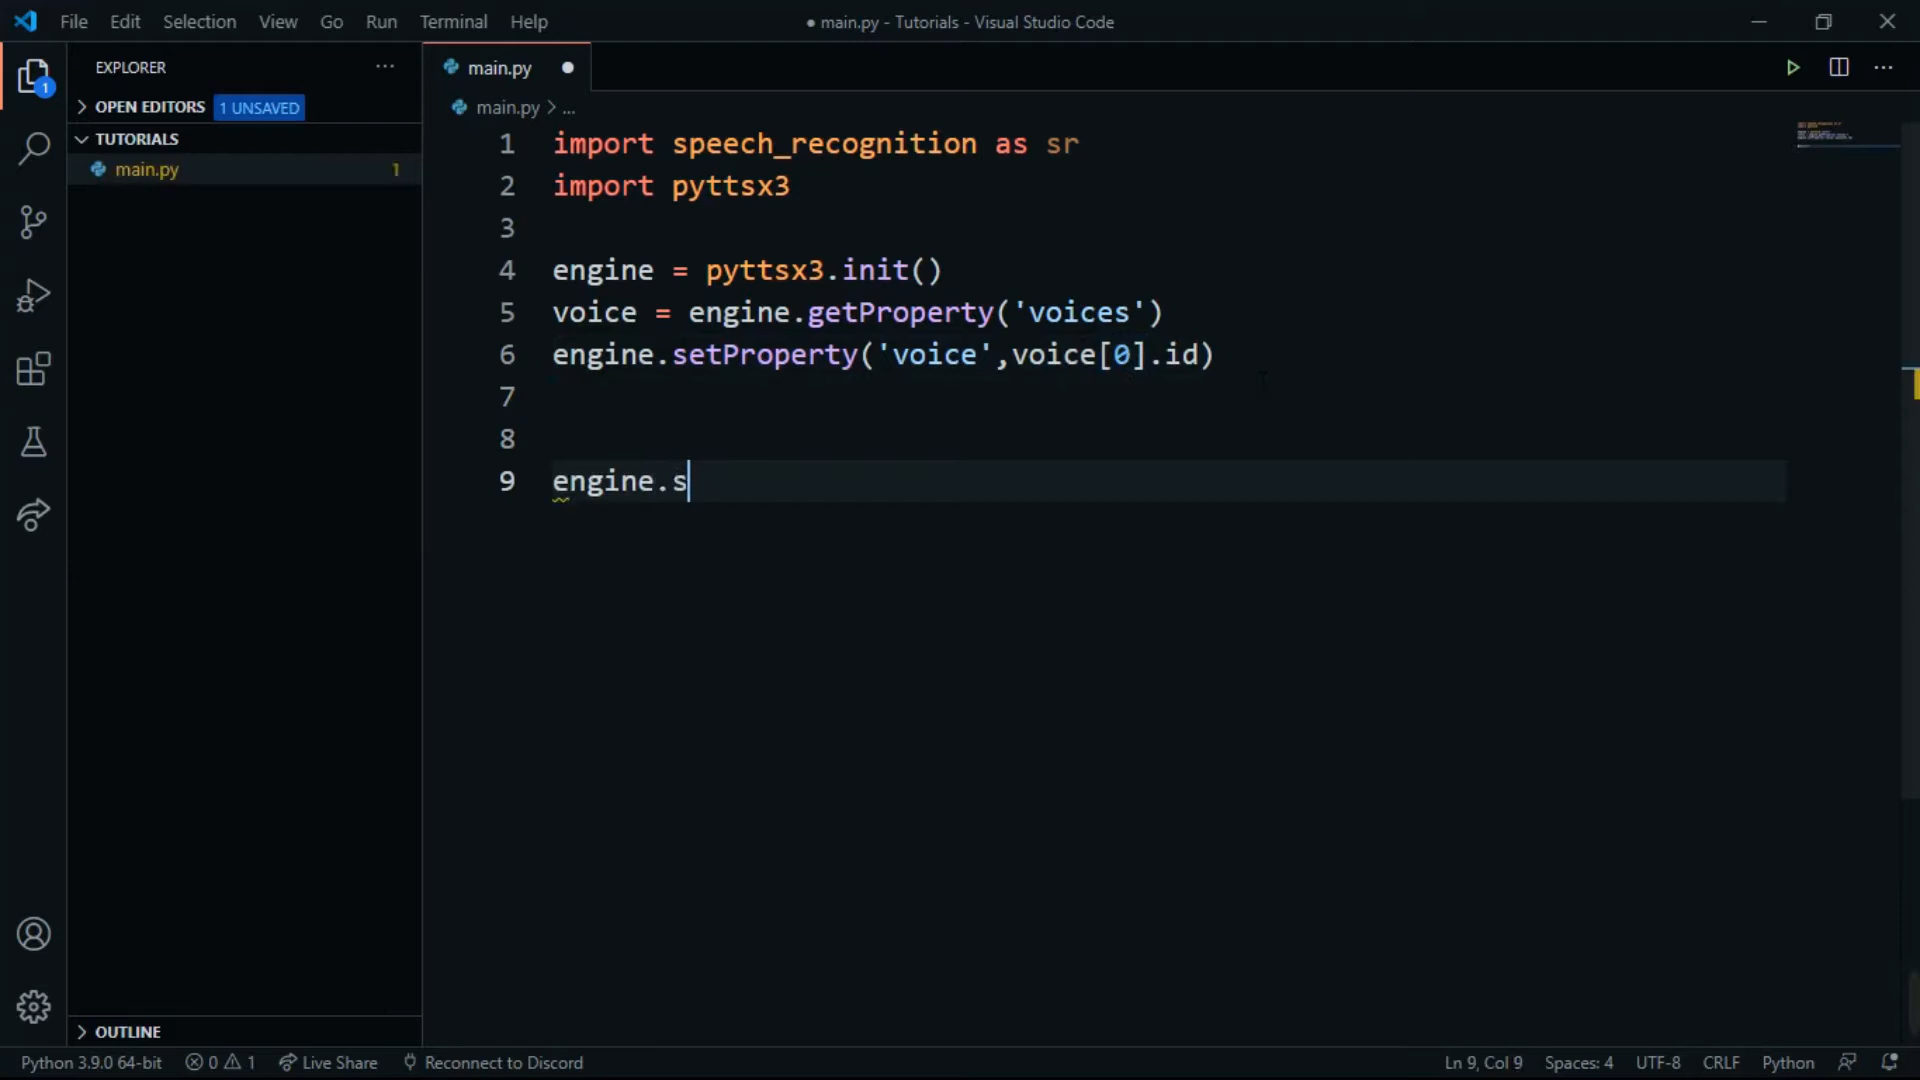 File Edit Selection View Go Run Terminal Help
● main.py - Tutorials - Visual Studio Code
EXPLORER
OPEN EDITORS 1 UNSAVED
TUTORIALS
main.py 1
1
OUTLINE
main.py
main.py > ...
1 import speech_recognition as sr
2 import pyttsx3
3
4 engine = pyttsx3.init()
5 voice = engine.getProperty('voices')
6 engine.setProperty('voice',voice[0].id)
7
8
9 engine.s
Python 3.9.0 64-bit 0 1 Live Share Reconnect to Discord
Ln 9, Col 9 Spaces: 4 UTF-8 CRLF Python